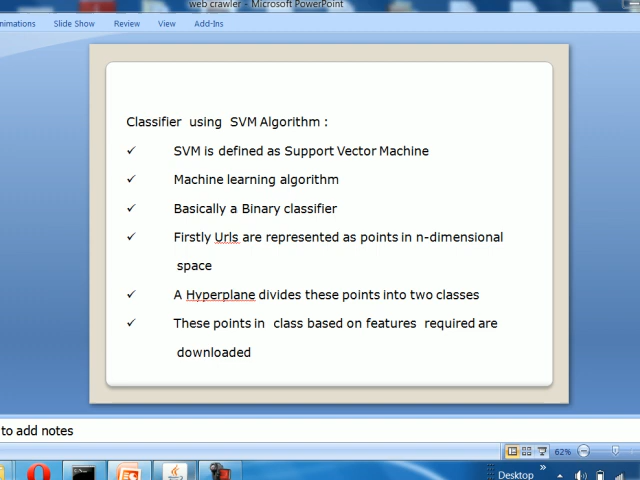 web crawler - Microsoft PowerPoint
nimations Slide Show Review View Add-Ins
Classifier using SVM Algorithm :
✓ SVM is defined as Support Vector Machine
✓ Machine learning algorithm
✓ Basically a Binary classifier
✓ Firstly Urls are represented as points in n-dimensional
space
✓ A Hyperplane divides these points into two classes
✓ These points in class based on features required are
downloaded
to add notes
62%
Desktop »